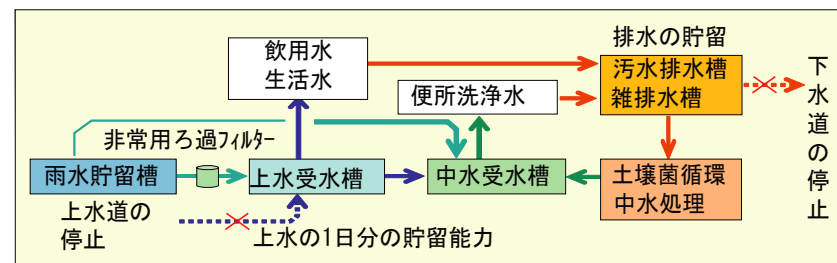 排水の貯留
飲用水
生活水
汚水排水槽
雑排水槽
便所洗浄水
下水道の停止
非常用ろ過フィルター
雨水貯留槽
上水受水槽
中水受水槽
土壌菌循環
中水処理
上水道の
停止
上水の1日分の貯留能力